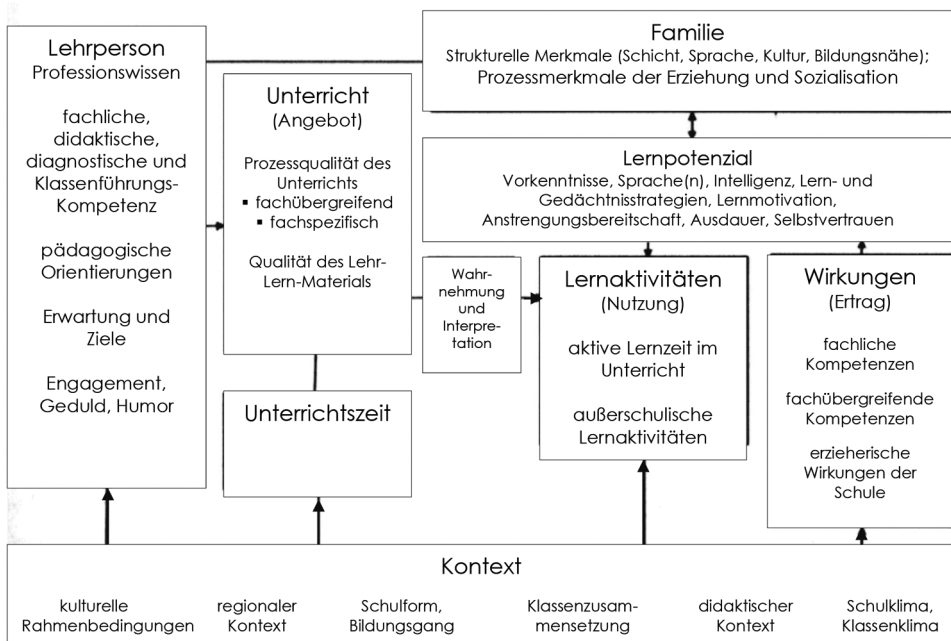 Lehrperson
Professionswissen
fachliche,
didaktische,
diagnostische und
Klassenführungs-
Kompetenz
pädagogische
Orientierungen
Erwartung und
Ziele
Engagement,
Geduld, Humor
Unterricht
(Angebot)
Prozessqualität des
Unterrichts
▪ fachübergreifend
▪ fachspezifisch
Qualität des Lehr-
Lern-Materials
Unterrichtszeit
Familie
Strukturelle Merkmale (Schicht, Sprache, Kultur, Bildungsnähe);
Prozessmerkmale der Erziehung und Sozialisation
Lernpotenzial
Vorkenntnisse, Sprache(n), Intelligenz, Lern- und
Gedächtnisstrategien, Lernmotivation,
Anstrengungsbereitschaft, Ausdauer, Selbstvertrauen
Wahr-
nehmung
und
Interpre-
tation
Lernaktivitäten
(Nutzung)
aktive Lernzeit im
Unterricht
außerschulische
Lernaktivitäten
Wirkungen
(Ertrag)
fachliche
Kompetenzen
fachübergreifende
Kompetenzen
erzieherische
Wirkungen der
Schule
Kontext
kulturelle
Rahmenbedingungen
regionaler
Kontext
Schulform,
Bildungsgang
Klassenzusam-
mensetzung
didaktischer
Kontext
Schulklima,
Klassenklima